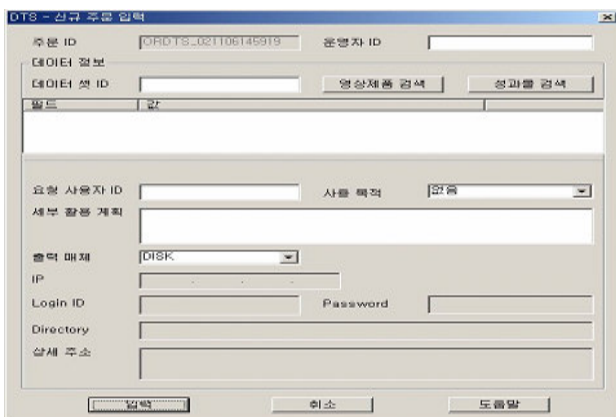 DTS - 신규 주문 입력
주문 ID ORDTS_021106145919 운영자 ID
데이터 정보
데이터 셋 ID 영상제품 검색 성과물 검색
필드 값
요청 사용자 ID 사용 목적 없음
세부 활용 계획
출력 매체 DISK
IP . . .
Login ID Password
Directory
상세 주소
입력 취소 도움말